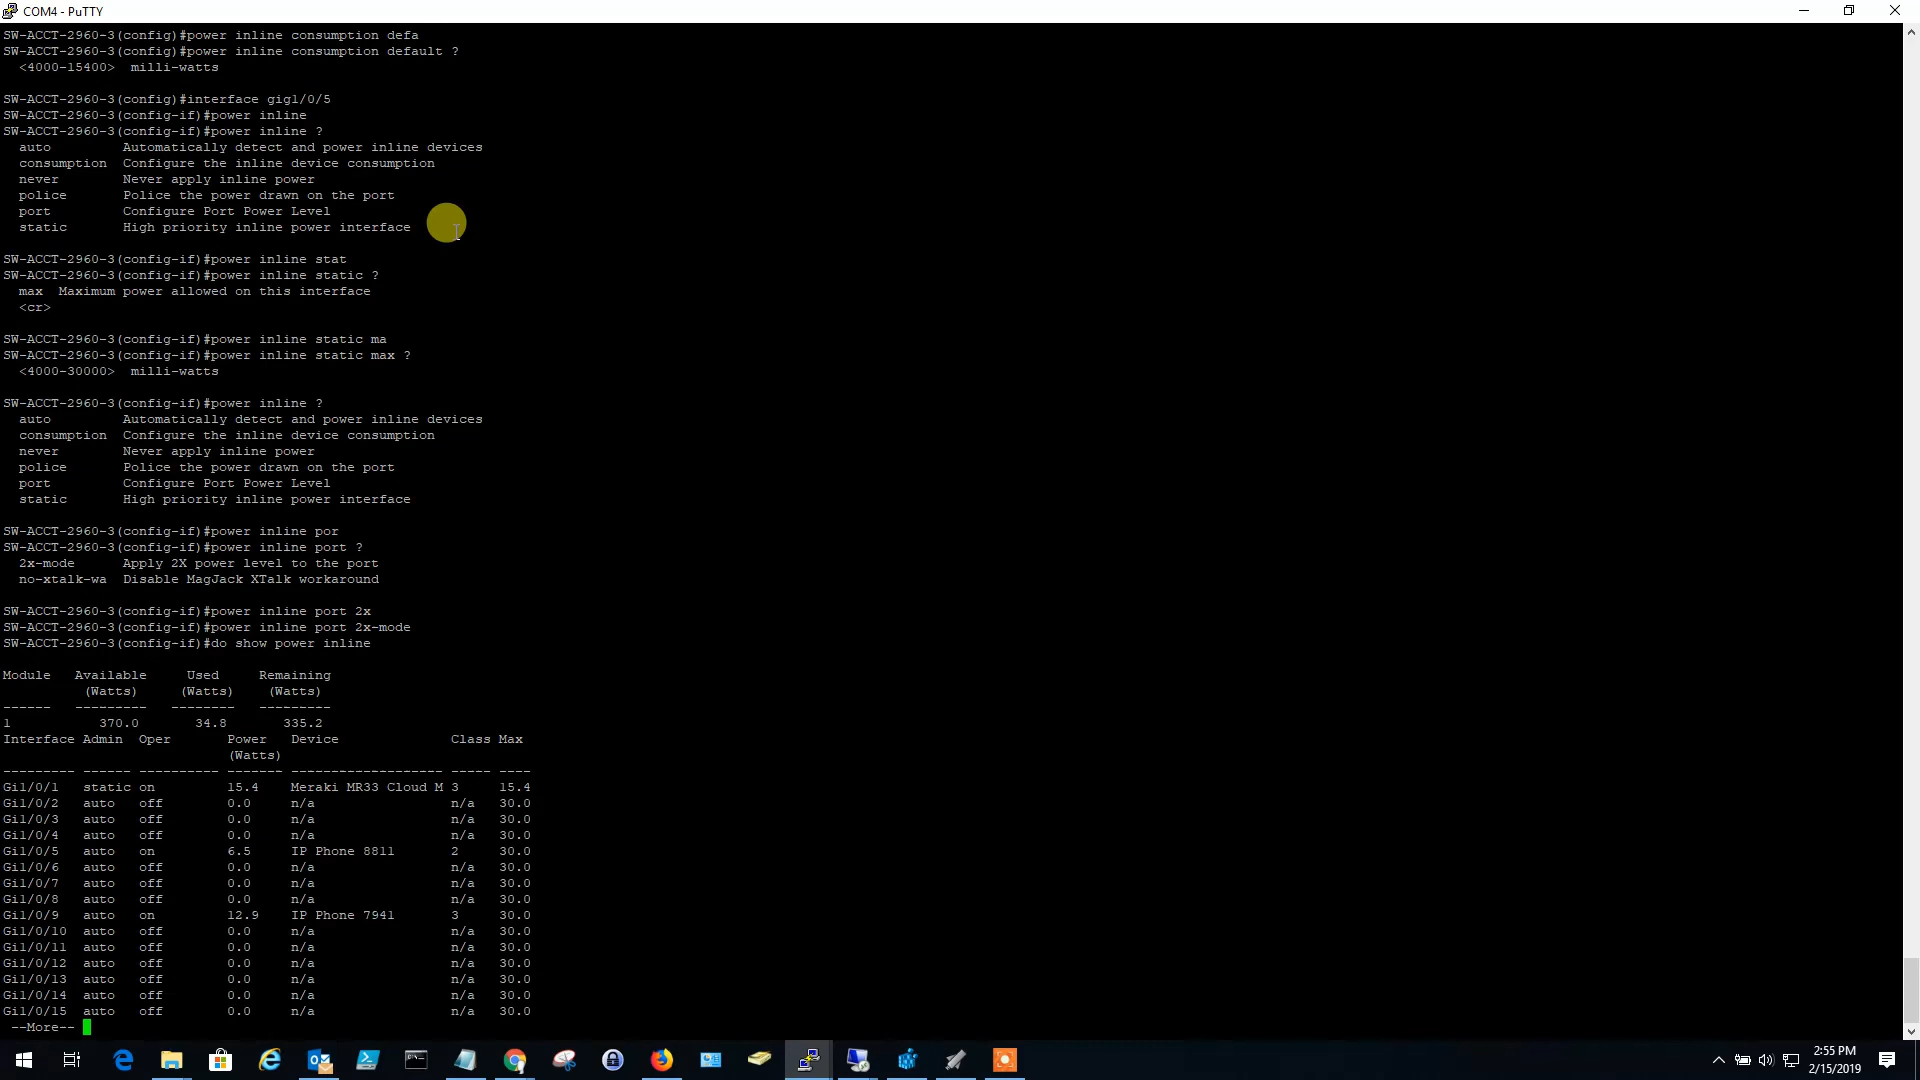 COM4 - PuTTY
SW-ACCT-2960-3(config)#power inline consumption defa
SW-ACCT-2960-3(config)#power inline consumption default ?
  <4000-15400>  milli-watts

SW-ACCT-2960-3(config)#interface gig1/0/5
SW-ACCT-2960-3(config-if)#power inline
SW-ACCT-2960-3(config-if)#power inline ?
  auto         Automatically detect and power inline devices
  consumption  Configure the inline device consumption
  never        Never apply inline power
  police       Police the power drawn on the port
  port         Configure Port Power Level
  static       High priority inline power interface

SW-ACCT-2960-3(config-if)#power inline stat
SW-ACCT-2960-3(config-if)#power inline static ?
  max  Maximum power allowed on this interface
  <cr>

SW-ACCT-2960-3(config-if)#power inline static ma
SW-ACCT-2960-3(config-if)#power inline static max ?
  <4000-30000>  milli-watts

SW-ACCT-2960-3(config-if)#power inline ?
  auto         Automatically detect and power inline devices
  consumption  Configure the inline device consumption
  never        Never apply inline power
  police       Police the power drawn on the port
  port         Configure Port Power Level
  static       High priority inline power interface

SW-ACCT-2960-3(config-if)#power inline por
SW-ACCT-2960-3(config-if)#power inline port ?
  2x-mode      Apply 2X power level to the port
  no-xtalk-wa  Disable MagJack XTalk workaround

SW-ACCT-2960-3(config-if)#power inline port 2x
SW-ACCT-2960-3(config-if)#power inline port 2x-mode
SW-ACCT-2960-3(config-if)#do show power inline

Module   Available     Used     Remaining
          (Watts)     (Watts)    (Watts)
------   ---------   --------   ---------
1           370.0       34.8       335.2
Interface Admin  Oper       Power   Device              Class Max
                            (Watts)
--------- ------ ---------- ------- ------------------- ----- ----
Gi1/0/1   static on         15.4    Meraki MR33 Cloud M 3     15.4
Gi1/0/2   auto   off        0.0     n/a                 n/a   30.0
Gi1/0/3   auto   off        0.0     n/a                 n/a   30.0
Gi1/0/4   auto   off        0.0     n/a                 n/a   30.0
Gi1/0/5   auto   on         6.5     IP Phone 8811       2     30.0
Gi1/0/6   auto   off        0.0     n/a                 n/a   30.0
Gi1/0/7   auto   off        0.0     n/a                 n/a   30.0
Gi1/0/8   auto   off        0.0     n/a                 n/a   30.0
Gi1/0/9   auto   on         12.9    IP Phone 7941       3     30.0
Gi1/0/10  auto   off        0.0     n/a                 n/a   30.0
Gi1/0/11  auto   off        0.0     n/a                 n/a   30.0
Gi1/0/12  auto   off        0.0     n/a                 n/a   30.0
Gi1/0/13  auto   off        0.0     n/a                 n/a   30.0
Gi1/0/14  auto   off        0.0     n/a                 n/a   30.0
Gi1/0/15  auto   off        0.0     n/a                 n/a   30.0
 --More--
2:55 PM
2/15/2019